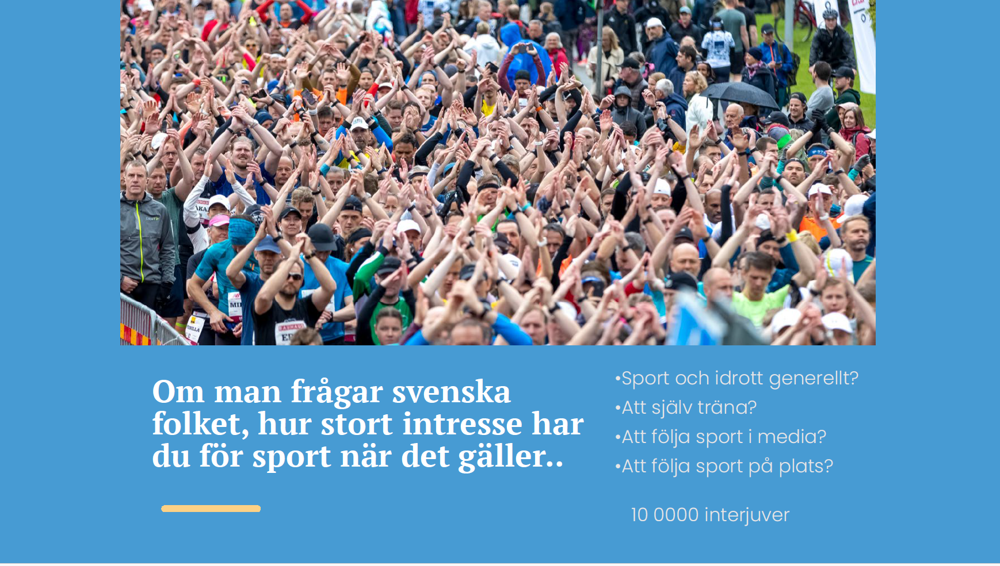 BAUHAUS
Om man frågar svenska
folket, hur stort intresse har
du för sport när det gäller..
•Sport och idrott generellt?
•Att själv träna?
•Att följa sport i media?
•Att följa sport på plats?
10 0000 interjuver